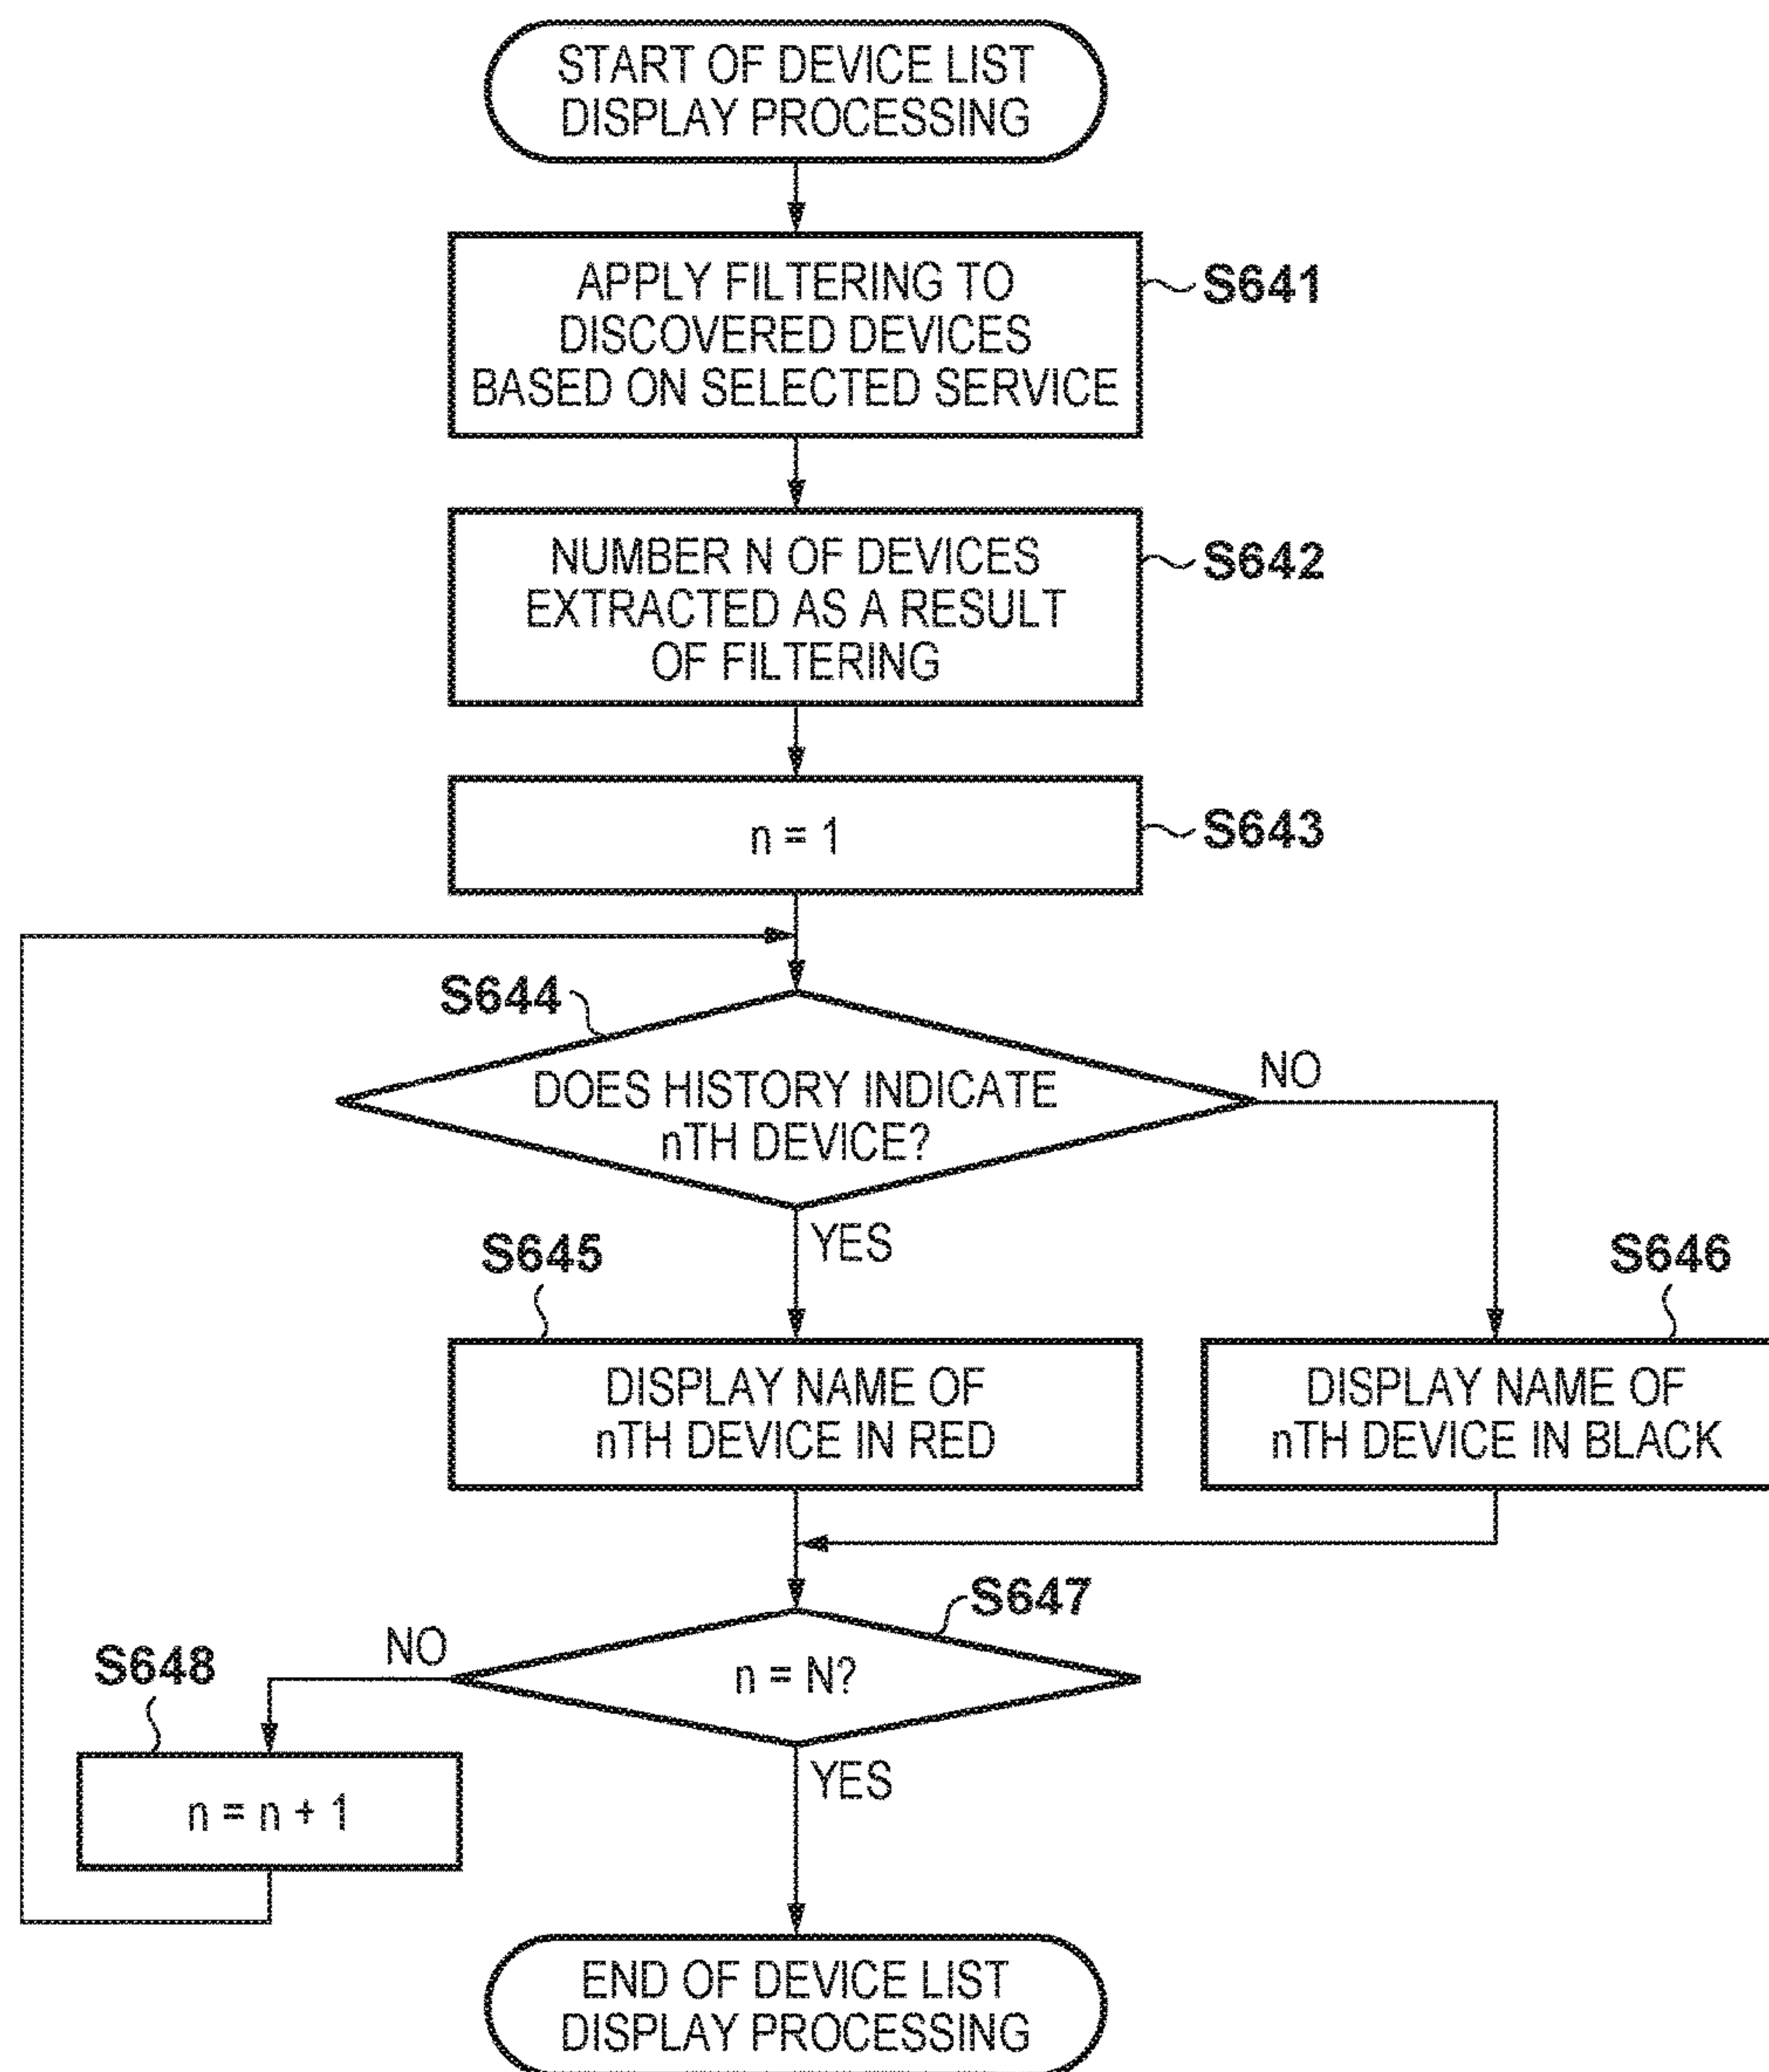 START OF DEVICE LIST
DISPLAY PROCESSING
APPLY FILTERING TO
DISCOVERED DEVICES
BASED ON SELECTED SERVICE
S641
NUMBER N OF DEVICES
EXTRACTED AS A RESULT
OF FILTERING
S642
n = 1
S643
S644
DOES HISTORY INDICATE
nTH DEVICE?
NO
YES
S645
S646
DISPLAY NAME OF
nTH DEVICE IN RED
DISPLAY NAME OF
nTH DEVICE IN BLACK
S647
n = N?
NO
S648
YES
n = n + 1
END OF DEVICE LIST
DISPLAY PROCESSING